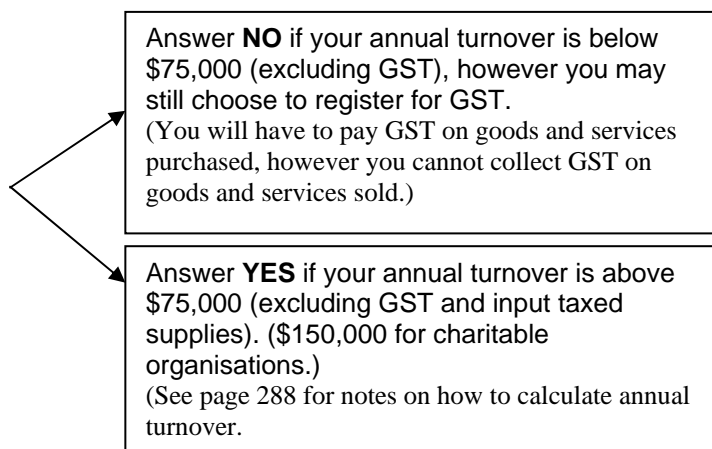 Answer NO if your annual turnover is below
$75,000 (excluding GST), however you may
still choose to register for GST.
(You will have to pay GST on goods and services
purchased, however you cannot collect GST on
goods and services sold.)
Answer YES if your annual turnover is above
$75,000 (excluding GST and input taxed
supplies). ($150,000 for charitable
organisations.)
(See page 288 for notes on how to calculate annual
turnover.